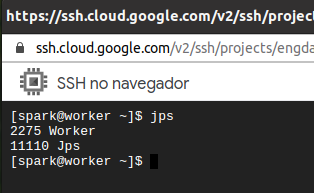 https://ssh.cloud.google.com/v2/ssh/project
ssh.cloud.google.com/v2/ssh/projects/engda
SSH no navegador
[spark@worker ~]$ jps
2275 Worker
11110 Jps
[spark@worker ~]$